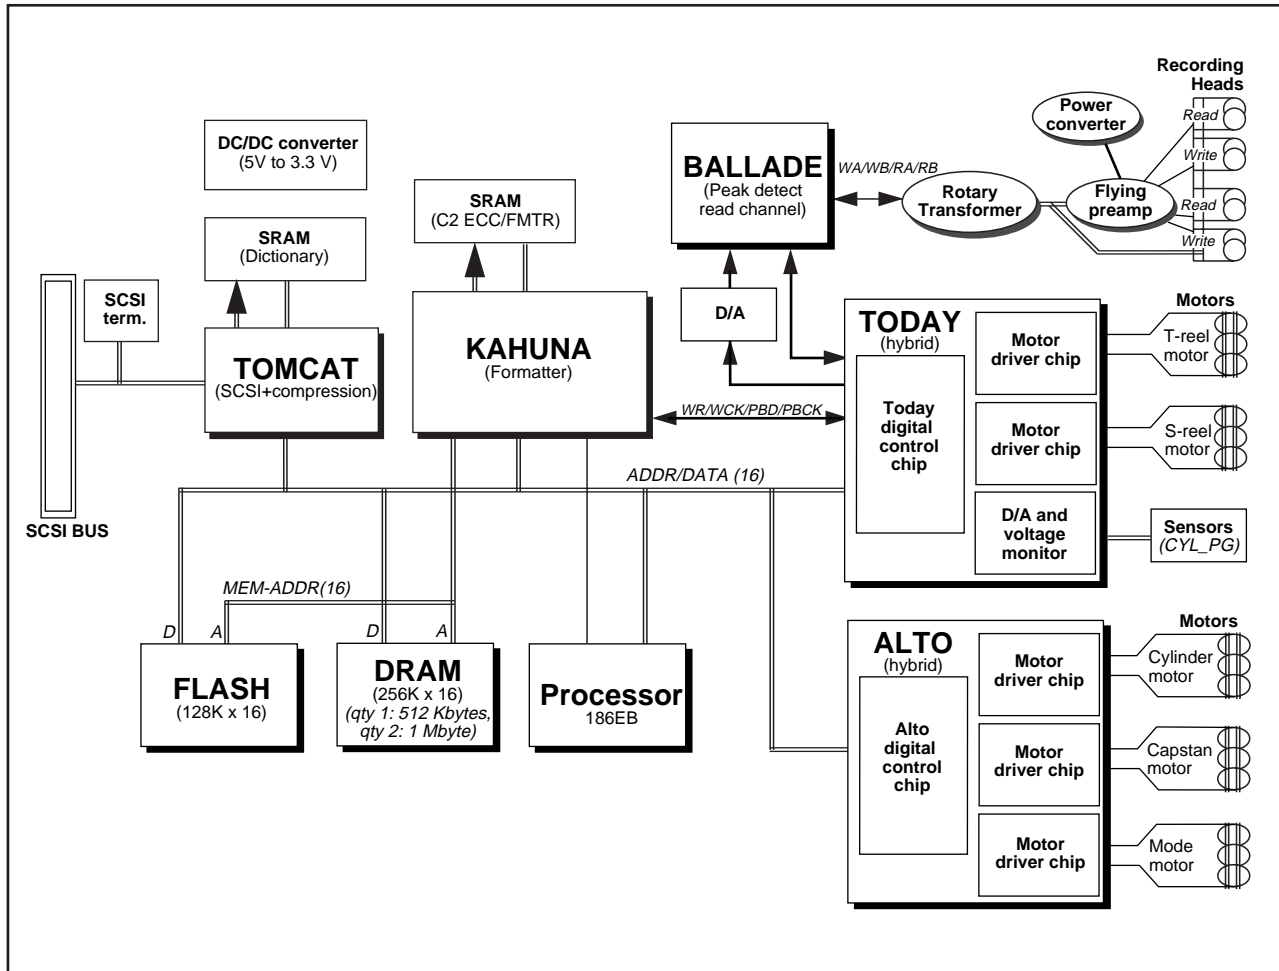 Recording
Heads
Power
converter
Read
Write
Read
Write
DC/DC converter
(5V to 3.3 V)
BALLADE
(Peak detect
read channel)
WA/WB/RA/RB
Rotary
Transformer
Flying
preamp
SRAM
(C2 ECC/FMTR)
SRAM
(Dictionary)
SCSI
term.
D/A
TOMCAT
(SCSI+compression)
KAHUNA
(Formatter)
WR/WCK/PBD/PBCK
ADDR/DATA (16)
SCSI BUS
TODAY
(hybrid)
Today
digital
control
chip
Motor
driver chip
Motor
driver chip
D/A and
voltage
monitor
Motors
T-reel
motor
S-reel
motor
Sensors
(CYL_PG)
MEM-ADDR(16)
D
A
D
A
FLASH
(128K x 16)
DRAM
(256K x 16)
(qty 1: 512 Kbytes,
qty 2: 1 Mbyte)
Processor
186EB
ALTO
(hybrid)
Alto
digital
control
chip
Motor
driver chip
Motor
driver chip
Motor
driver chip
Motors
Cylinder
motor
Capstan
motor
Mode
motor